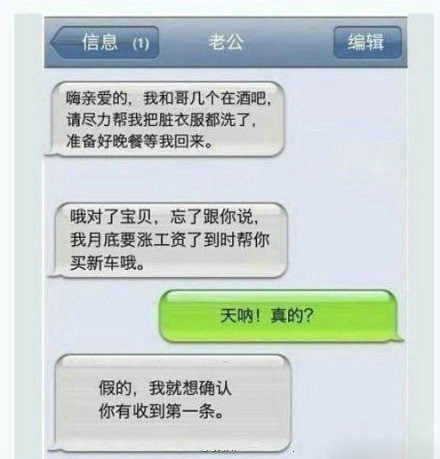 信息 (1)
老公
编辑
嗨亲爱的，我和哥几个在酒吧，
请尽力帮我把脏衣服都洗了，
准备好晚餐等我回来。
哦对了宝贝，忘了跟你说，
我月底要涨工资了到时帮你
买新车哦。
天呐！真的？
假的，我就想确认
你有收到第一条。